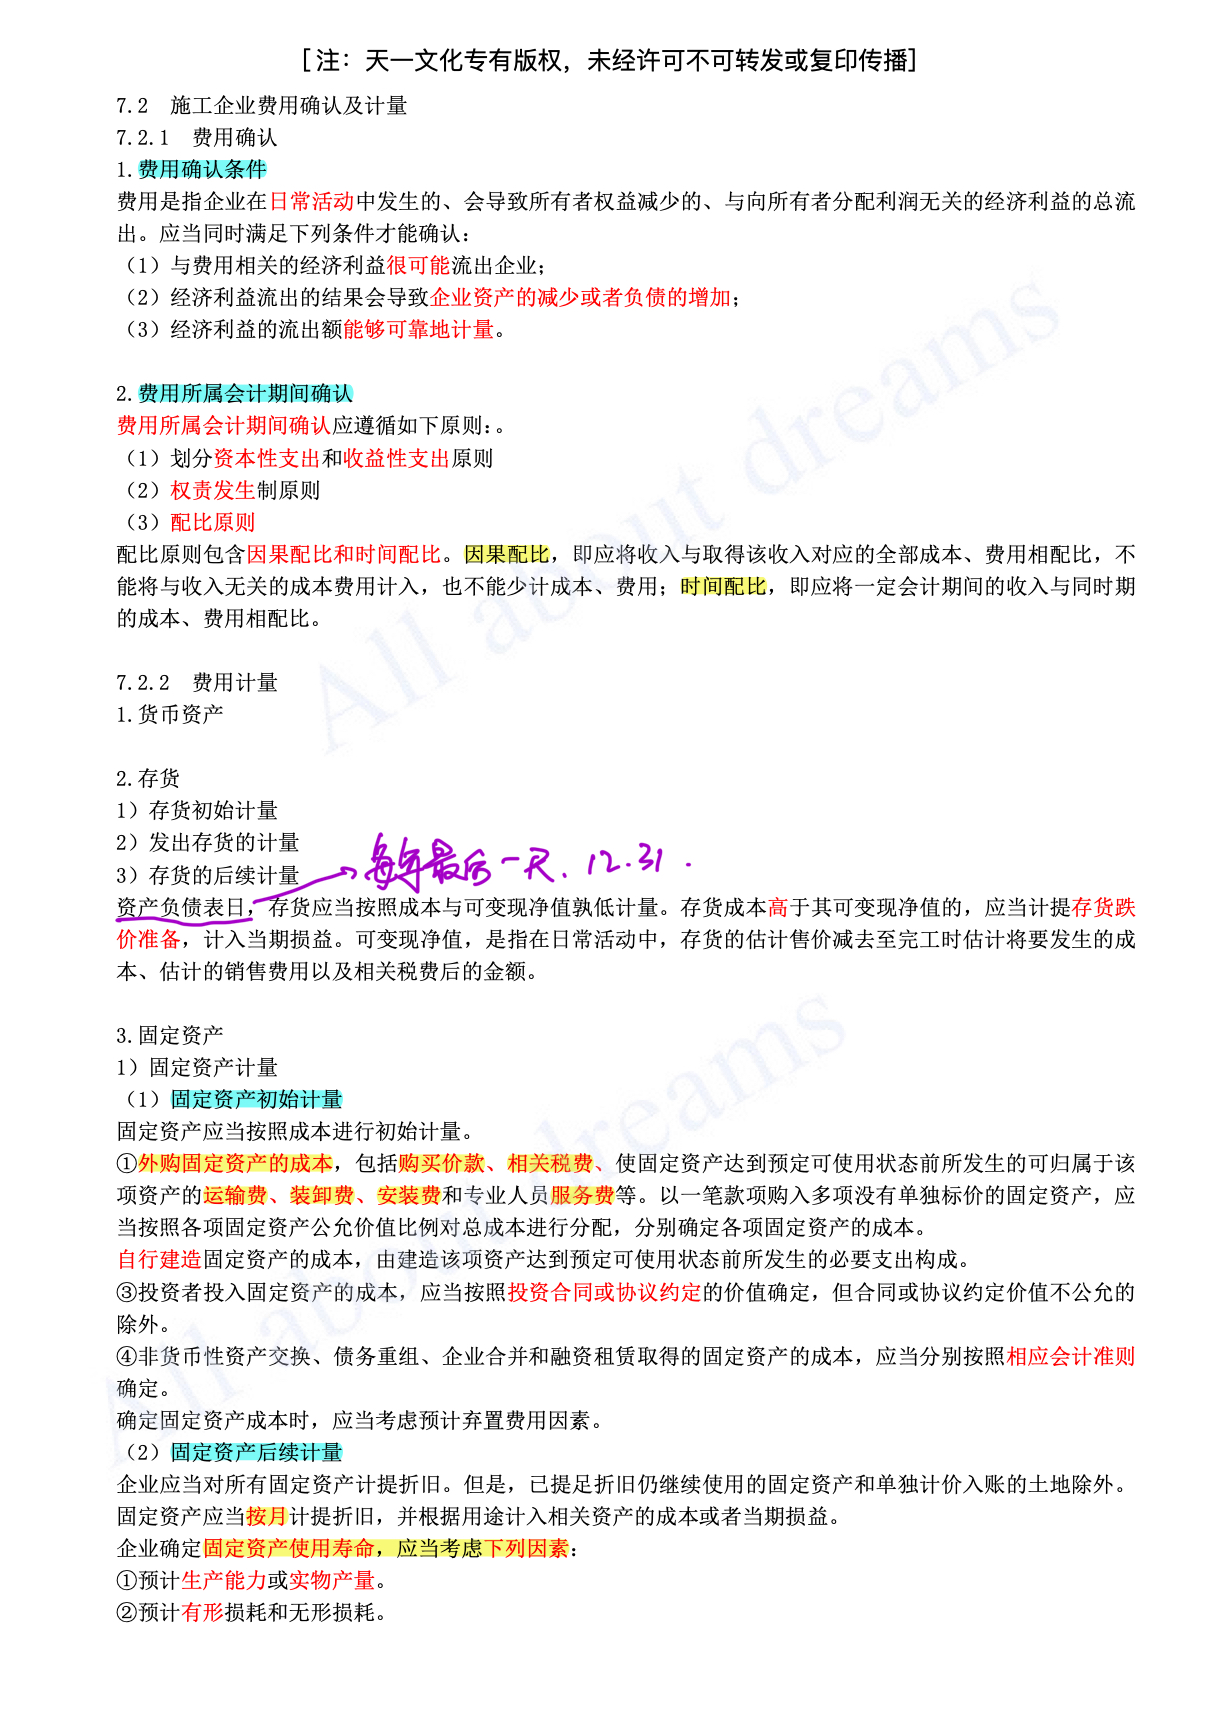 [注：天一文化专有版权，未经许可不可转发或复印传播]
7.2　施工企业费用确认及计量
7.2.1　费用确认
1.费用确认条件
费用是指企业在日常活动中发生的、会导致所有者权益减少的、与向所有者分配利润无关的经济利益的总流
出。应当同时满足下列条件才能确认：
（1）与费用相关的经济利益很可能流出企业；
（2）经济利益流出的结果会导致企业资产的减少或者负债的增加；
（3）经济利益的流出额能够可靠地计量。
2.费用所属会计期间确认
费用所属会计期间确认应遵循如下原则：。
（1）划分资本性支出和收益性支出原则
（2）权责发生制原则
（3）配比原则
配比原则包含因果配比和时间配比。因果配比，即应将收入与取得该收入对应的全部成本、费用相配比，不
能将与收入无关的成本费用计入，也不能少计成本、费用；时间配比，即应将一定会计期间的收入与同时期
的成本、费用相配比。
7.2.2　费用计量
1.货币资产
2.存货
1）存货初始计量
2）发出存货的计量
3）存货的后续计量
每年最后一天、12.31.
资产负债表日，存货应当按照成本与可变现净值孰低计量。存货成本高于其可变现净值的，应当计提存货跌
价准备，计入当期损益。可变现净值，是指在日常活动中，存货的估计售价减去至完工时估计将要发生的成
本、估计的销售费用以及相关税费后的金额。
3.固定资产
1）固定资产计量
（1）固定资产初始计量
固定资产应当按照成本进行初始计量。
①外购固定资产的成本，包括购买价款、相关税费、使固定资产达到预定可使用状态前所发生的可归属于该
项资产的运输费、装卸费、安装费和专业人员服务费等。以一笔款项购入多项没有单独标价的固定资产，应
当按照各项固定资产公允价值比例对总成本进行分配，分别确定各项固定资产的成本。
自行建造固定资产的成本，由建造该项资产达到预定可使用状态前所发生的必要支出构成。
③投资者投入固定资产的成本，应当按照投资合同或协议约定的价值确定，但合同或协议约定价值不公允的
除外。
④非货币性资产交换、债务重组、企业合并和融资租赁取得的固定资产的成本，应当分别按照相应会计准则
确定。
确定固定资产成本时，应当考虑预计弃置费用因素。
（2）固定资产后续计量
企业应当对所有固定资产计提折旧。但是，已提足折旧仍继续使用的固定资产和单独计价入账的土地除外。
固定资产应当按月计提折旧，并根据用途计入相关资产的成本或者当期损益。
企业确定固定资产使用寿命，应当考虑下列因素：
①预计生产能力或实物产量。
②预计有形损耗和无形损耗。
All about dreams
All about dreams